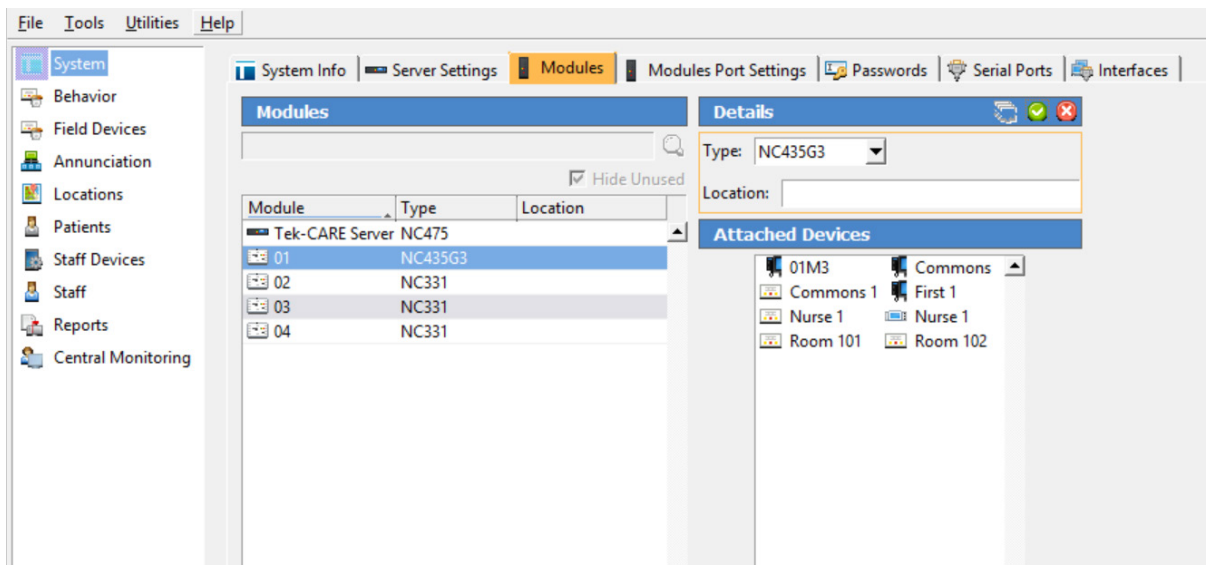 File Tools Utilities Help
System
Behavior
Field Devices
Annunciation
Locations
Patients
Staff Devices
Staff
Reports
Central Monitoring
System Info Server Settings Modules Modules Port Settings Passwords Serial Ports Interfaces
Modules
Hide Unused
Module Type Location
Tek-CARE Server NC475
01 NC435G3
02 NC331
03 NC331
04 NC331
Details
Type: NC435G3
Location:
Attached Devices
01M3 Commons
Commons 1 First 1
Nurse 1 Nurse 1
Room 101 Room 102